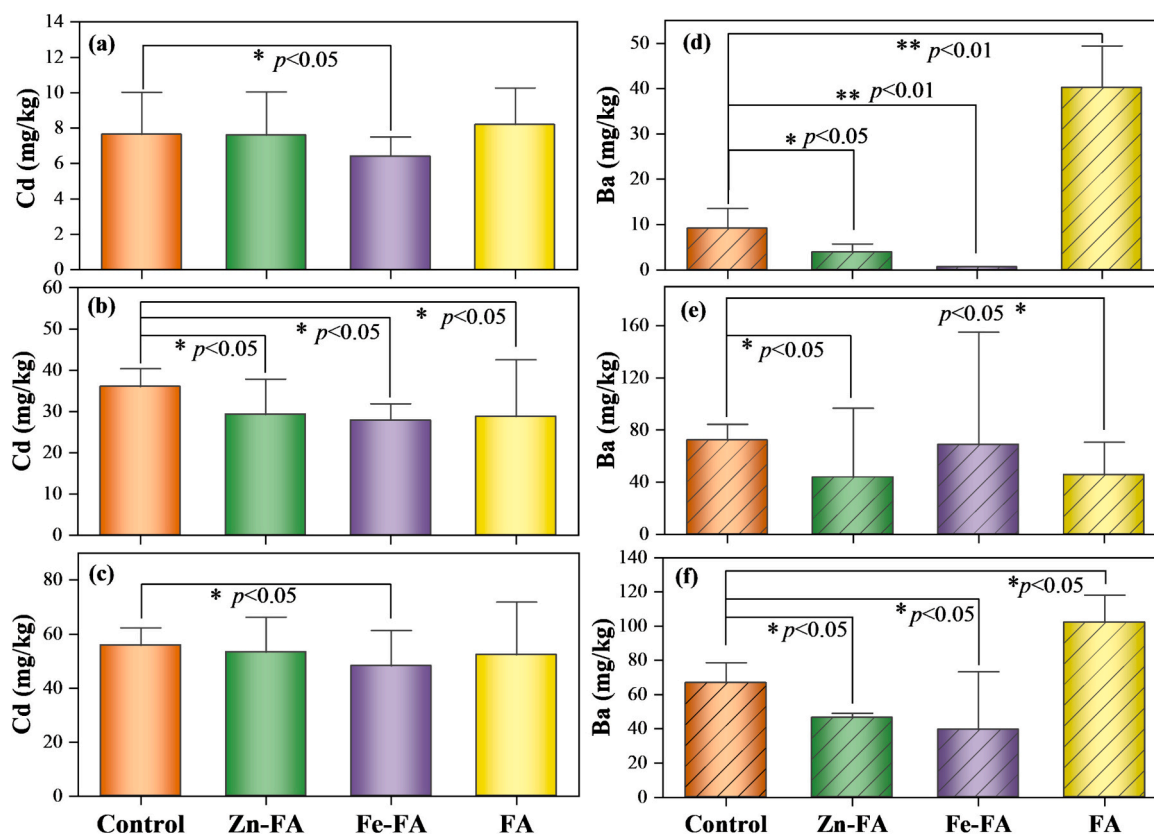 (a)
Cd (mg/kg)
14
12
10
8
6
4
2
0
* p<0.05
(d)
Ba (mg/kg)
50
40
30
20
10
0
** p<0.01
** p<0.01
* p<0.05
(b)
Cd (mg/kg)
60
50
40
30
20
10
0
* p<0.05
* p<0.05
* p<0.05
(e)
Ba (mg/kg)
160
120
80
40
0
p<0.05 *
* p<0.05
(c)
Cd (mg/kg)
80
60
40
20
0
* p<0.05
Control Zn-FA Fe-FA FA
(f)
Ba (mg/kg)
140
120
100
80
60
40
20
0
*p<0.05
*p<0.05
*p<0.05
Control Zn-FA Fe-FA FA